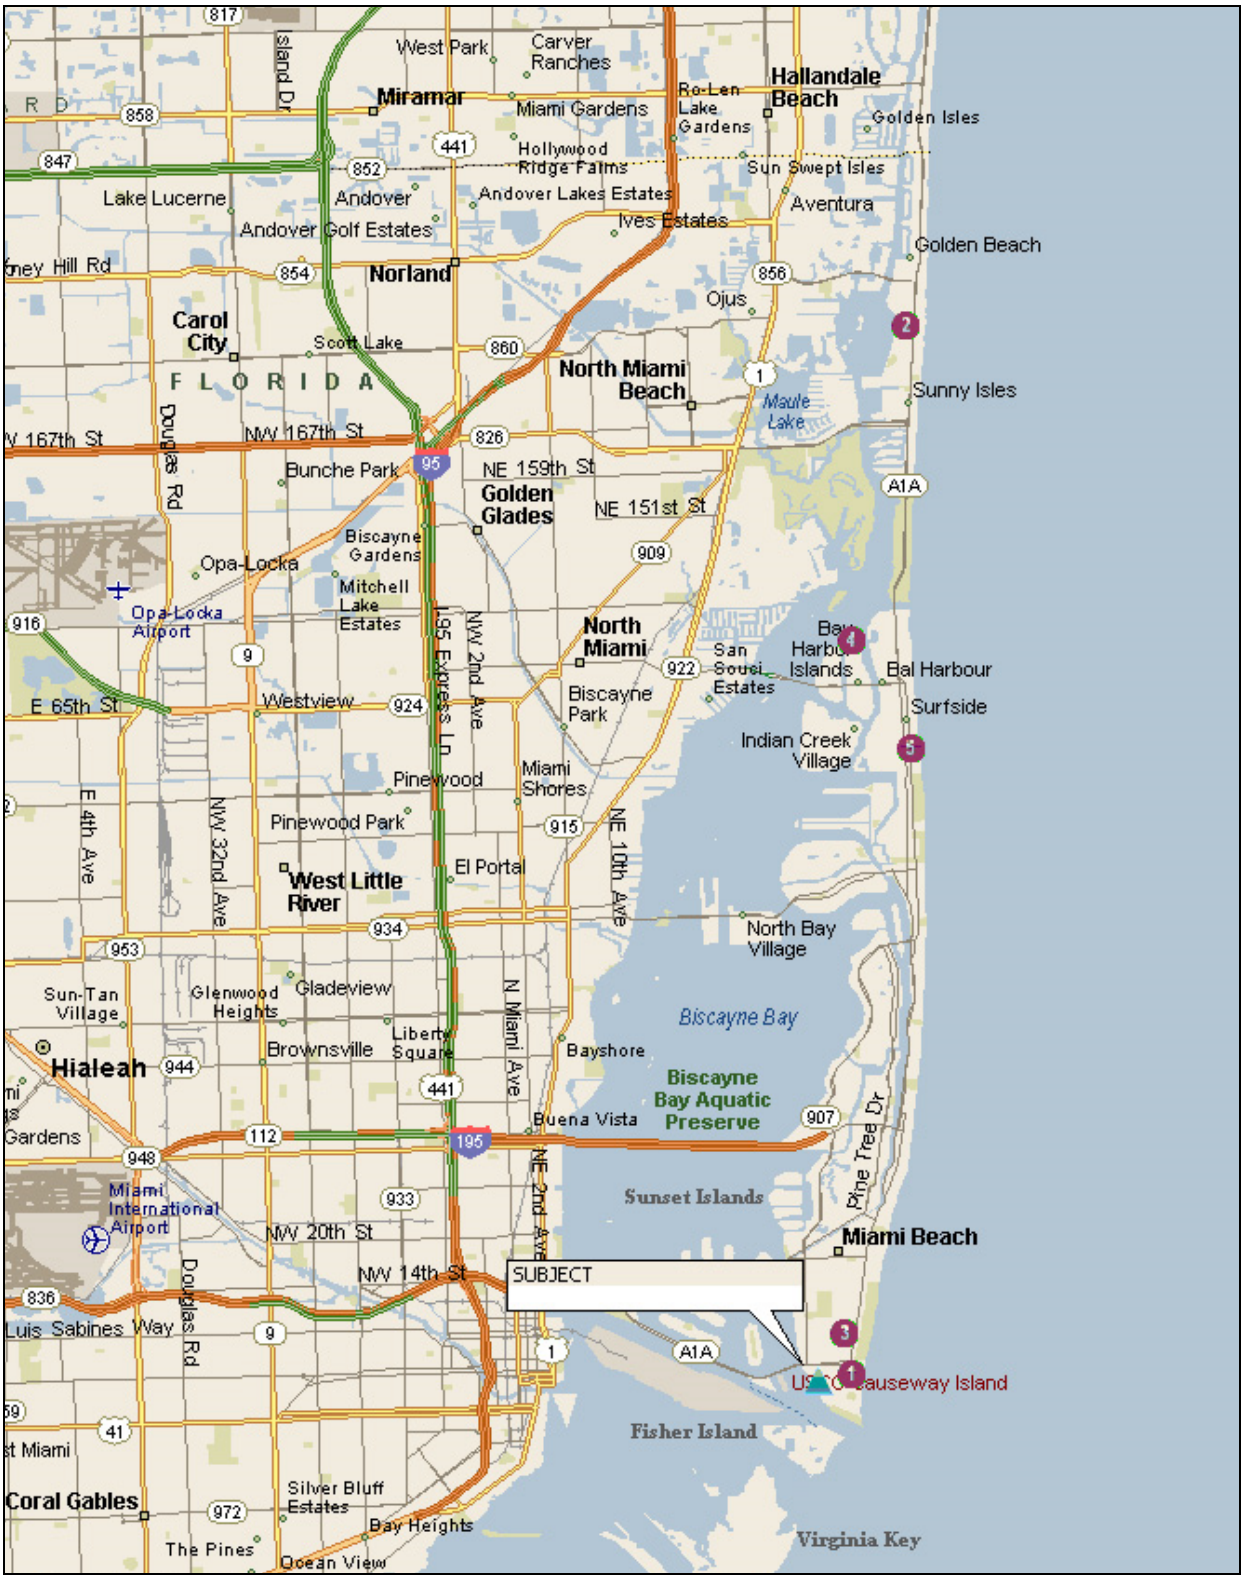 817
Island Dr
West Park
Carver
Ranches
Hallandale
Beach
Ro-Len
Lake
Gardens
A R D
858
Miramar
Miami Gardens
Golden Isles
441
847
852
Hollywood
Ridge Farms
Sun Swept Isles
Lake Lucerne
Andover
Andover Lakes Estates
Aventura
Andover Golf Estates
Ives Estates
Golden Beach
ney Hill Rd
854
Norland
856
Ojus
Carol
City
Scott Lake
860
2
North Miami
Beach
1
FLORIDA
Maule
Lake
Sunny Isles
Douglas Rd
W 167th St
NW 167th St
826
95
Bunche Park
NE 159th St
Golden
Glades
A1A
NE 151st St
Biscayne
Gardens
909
Opa-Locka
Mitchell
Lake
Estates
Opa-Locka
Airport
916
I-95 Express Ln
NW 2nd Ave
North
Miami
Bay
Harbor
Islands
4
9
922
San
Souci
Estates
Bal Harbour
E 65th St
Westview
924
Biscayne
Park
Surfside
Indian Creek
Village
5
Pinewood
Miami
Shores
E 4th Ave
NW 32nd Ave
Pinewood Park
915
NE 10th Ave
West Little
River
El Portal
934
North Bay
Village
953
Sun-Tan
Village
Glenwood
Heights
Gladeview
N Miami Ave
Biscayne Bay
Liberty
Square
Hialeah
944
Brownsville
Bayshore
441
Biscayne
Bay Aquatic
Preserve
Gardens
112
195
Buena Vista
907
Pine Tree Dr
948
Miami
International
Airport
933
NE 2nd Ave
Sunset Islands
NW 20th St
Miami Beach
NW 14th St
SUBJECT
836
Douglas Rd
Luis Sabines Way
9
1
A1A
3
1
Causeway Island
41
Fisher Island
st Miami
Coral Gables
972
Silver Bluff
Estates
Bay Heights
The Pines
Ocean View
Virginia Key